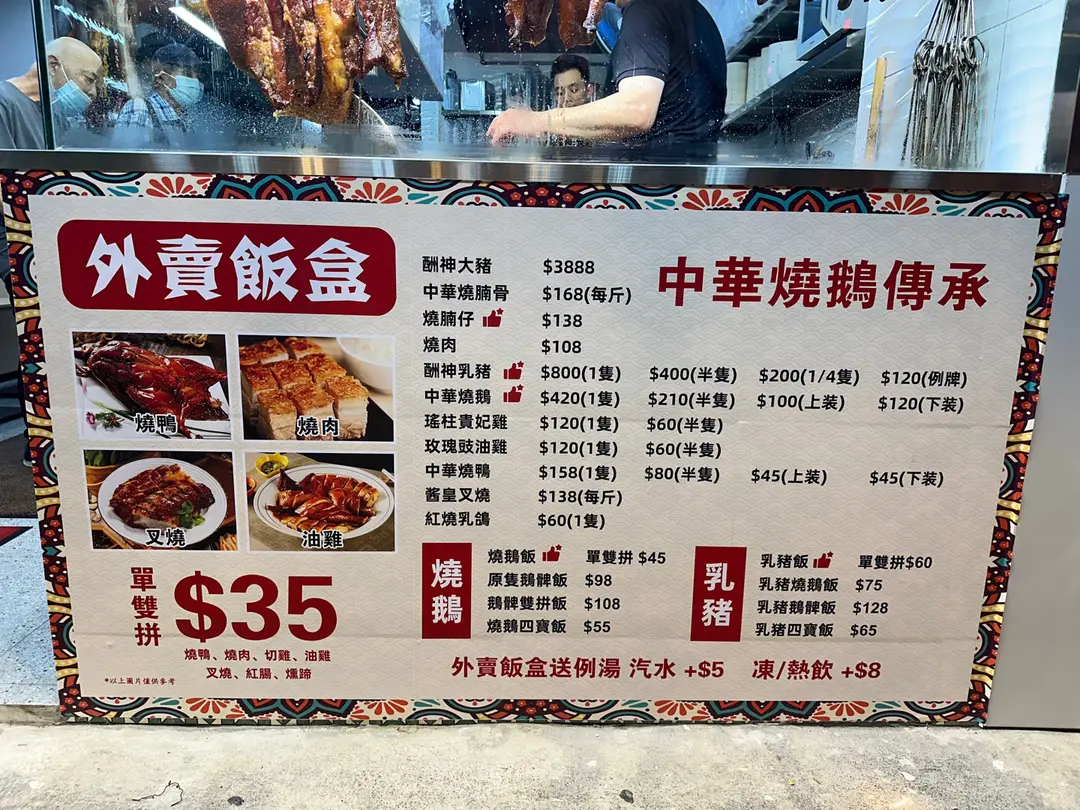 外賣飯盒
燒鴨
燒肉
叉燒
油雞
單雙拼 $35
燒鴨、燒肉、切雞、油雞
叉燒、紅腸、燻蹄
*以上圖片僅供參考
中華燒鵝傳承
酬神大豬 $3888
中華燒腩骨 $168(每斤)
燒腩仔 $138
燒肉 $108
酬神乳豬 $800(1隻) $400(半隻) $200(1/4隻) $120(例牌)
中華燒鵝 $420(1隻) $210(半隻) $100(上装) $120(下装)
瑤柱貴妃雞 $120(1隻) $60(半隻)
玫瑰豉油雞 $120(1隻) $60(半隻)
中華燒鴨 $158(1隻) $80(半隻) $45(上装) $45(下装)
酱皇叉燒 $138(每斤)
紅燒乳鴿 $60(1隻)
燒鵝
燒鵝飯 單雙拼 $45
原隻鵝髀飯 $98
鵝髀雙拼飯 $108
燒鵝四寶飯 $55
乳豬
乳豬飯 單雙拼$60
乳豬燒鵝飯 $75
乳豬鵝髀飯 $128
乳猪四寶飯 $65
外賣飯盒送例湯 汽水 +$5 凍/熱飲 +$8